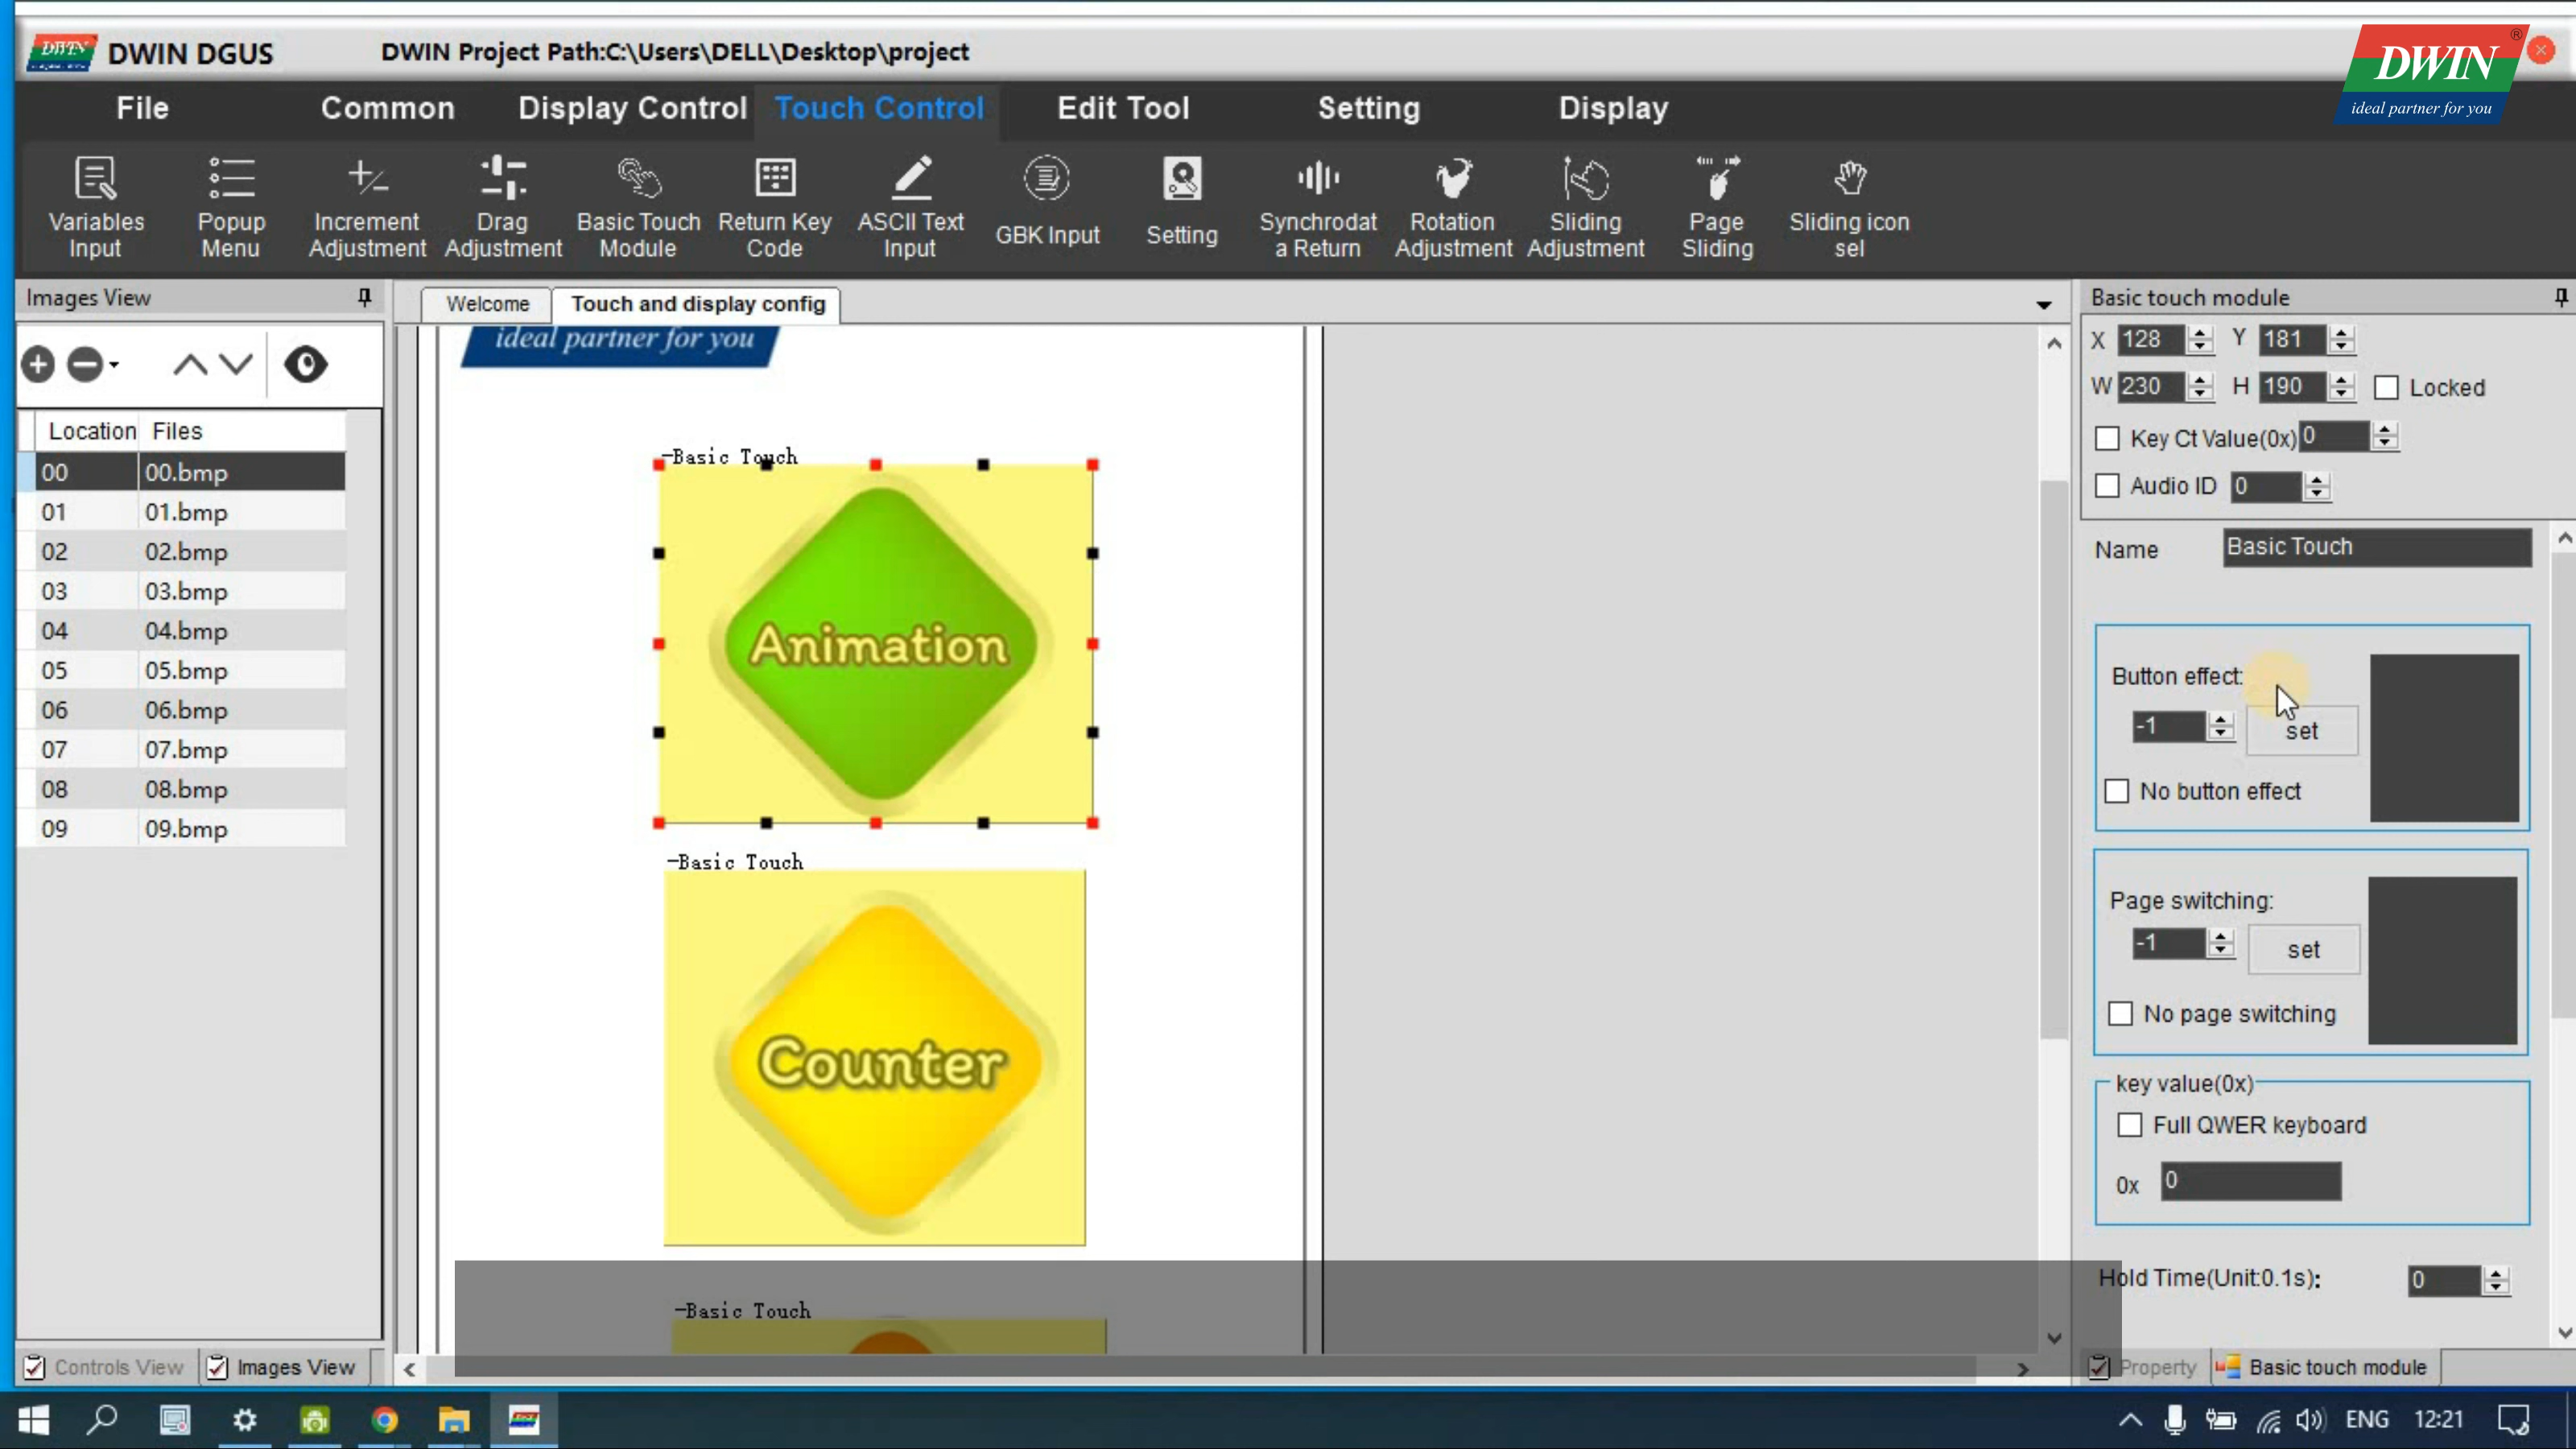 DWIN DWIN DGUS DWIN Project Path:C:\Users\DELL\Desktop\project
DWIN ®
ideal partner for you
File Common Display Control Touch Control Edit Tool Setting Display
Variables Input
Popup Menu
Increment Adjustment
Drag Adjustment
Basic Touch Module
Return Key Code
ASCII Text Input
GBK Input
Setting
Synchrodat a Return
Rotation Adjustment
Sliding Adjustment
Page Sliding
Sliding icon sel
Images View
Location Files
00 00.bmp
01 01.bmp
02 02.bmp
03 03.bmp
04 04.bmp
05 05.bmp
06 06.bmp
07 07.bmp
08 08.bmp
09 09.bmp
Controls View Images View
Welcome Touch and display config
ideal partner for you
-Basic Touch
Animation
-Basic Touch
Counter
-Basic Touch
Basic touch module
X 128 Y 181
W 230 H 190 Locked
Key Ct Value(0x) 0
Audio ID 0
Name Basic Touch
Button effect:
-1 set
No button effect
Page switching:
-1 set
No page switching
key value(0x)
Full QWER keyboard
0x 0
Hold Time(Unit:0.1s): 0
Property Basic touch module
ENG 12:21